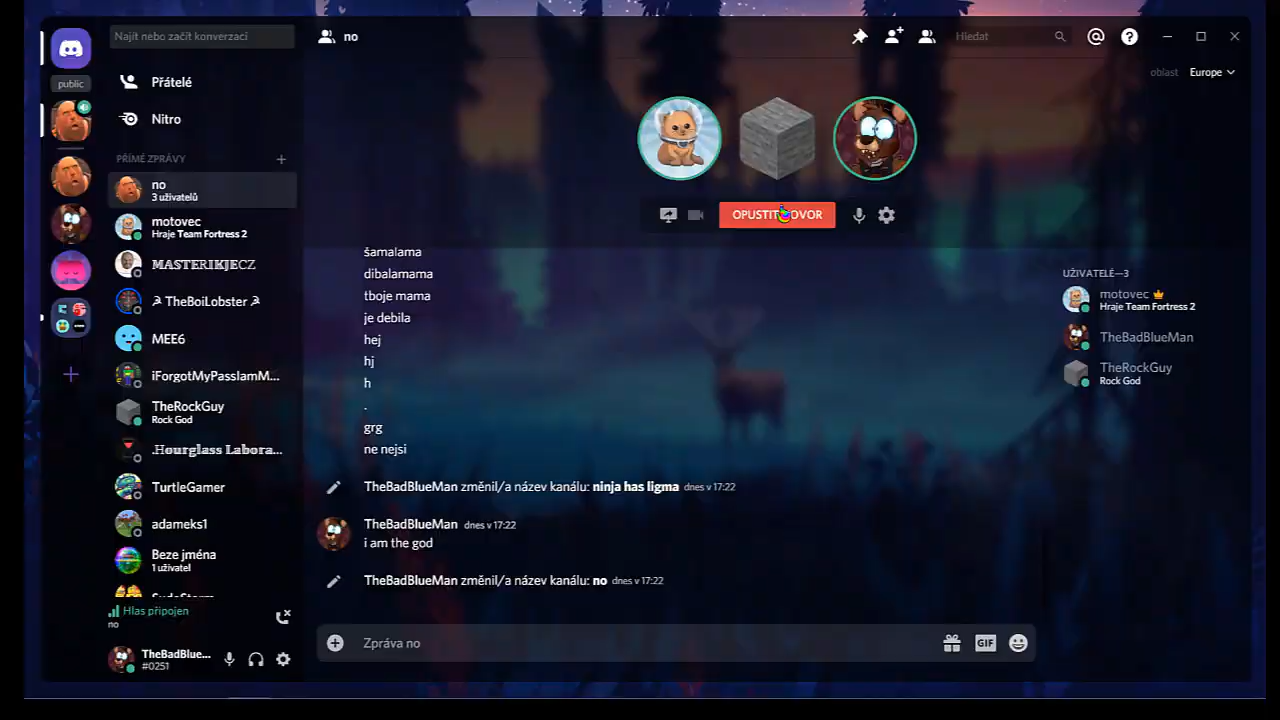 Najít nebo začít konverzaci
no
Hledat
public
Přátelé
oblast Europe
Nitro
PŘÍMÉ ZPRÁVY
no
3 uživatelů
OPUSTIT HOVOR
motovec
Hraje Team Fortress 2
MASTERIKJECZ
TheBoiLobster
MEE6
iForgotMyPassIamM...
TheRockGuy
Rock God
.Hourglass Labora...
TurtleGamer
adameks1
Beze jména
1 uživatel
SudoStorm
šamalama
dibalamama
tboje mama
je debila
hej
hj
h
.
grg
ne nejsi
TheBadBlueMan změnil/a název kanálu: ninja has ligma dnes v 17:22
TheBadBlueMan dnes v 17:22
i am the god
TheBadBlueMan změnil/a název kanálu: no dnes v 17:22
UŽIVATELÉ—3
motovec
Hraje Team Fortress 2
TheBadBlueMan
TheRockGuy
Rock God
Hlas připojen
no
TheBadBlue...
#0251
Zpráva no
GIF